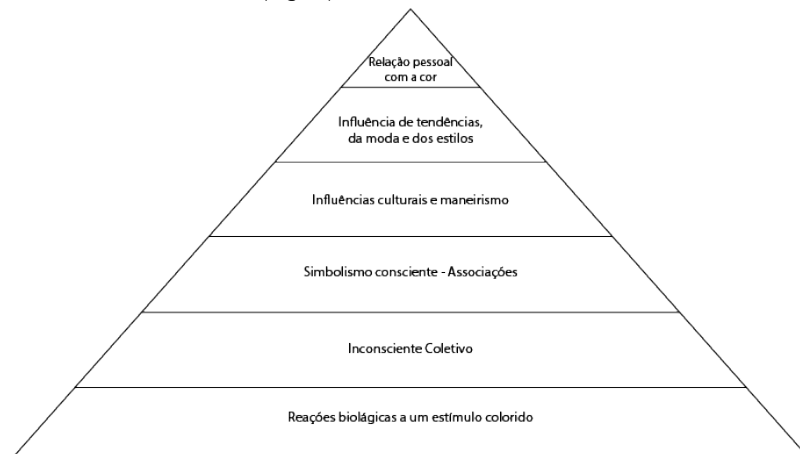 Relação pessoal
com a cor
Influência de tendências,
da moda e dos estilos
Influências culturais e maneirismo
Simbolismo consciente - Associações
Inconsciente Coletivo
Reações biológicas a um estímulo colorido